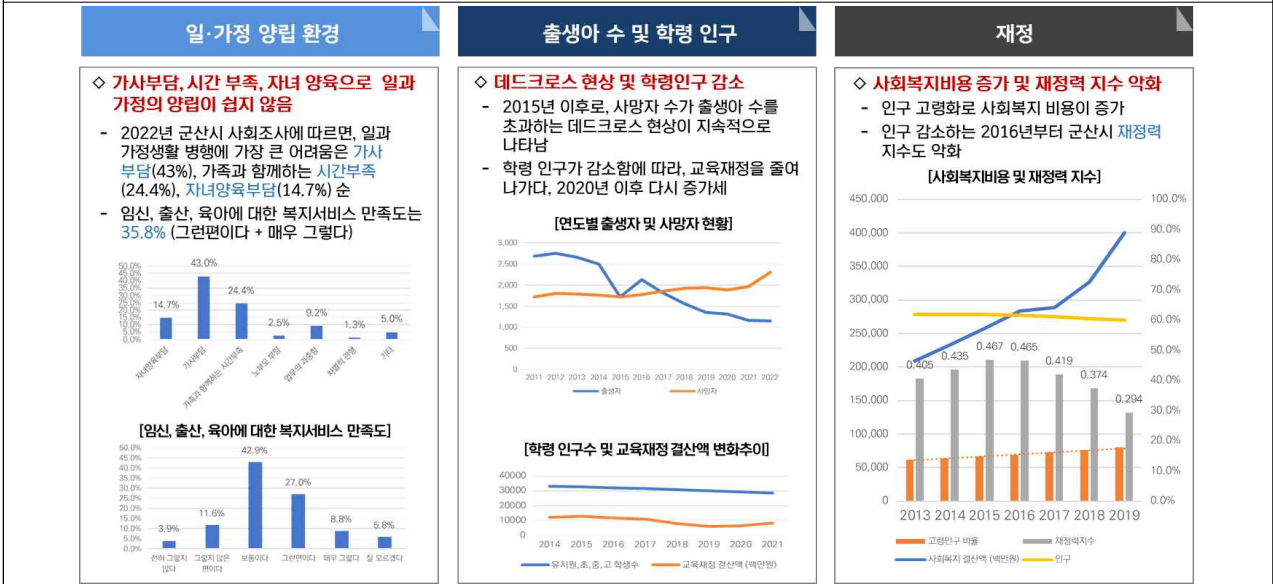 일·가정 양립 환경
◇ 가사부담, 시간 부족, 자녀 양육으로 일과
가정의 양립이 쉽지 않음
- 2022년 군산시 사회조사에 따르면, 일과
가정생활 병행에 가장 큰 어려움은 가사
부담(43%), 가족과 함께하는 시간부족
(24.4%), 자녀양육부담(14.7%) 순
- 임신, 출산, 육아에 대한 복지서비스 만족도는
35.8% (그런편이다 + 매우 그렇다)
50.0%
45.0%
40.0%
35.0%
30.0%
25.0%
20.0%
15.0%
10.0%
5.0%
0.0%
14.7%
43.0%
24.4%
2.5%
9.2%
1.3%
5.0%
자녀양육부담
가사부담
가족과 함께하는 시간부족
노부모 부양
업무의 과중함
차별적 관행
기타
[임신, 출산, 육아에 대한 복지서비스 만족도]
50.0%
45.0%
40.0%
35.0%
30.0%
25.0%
20.0%
15.0%
10.0%
5.0%
0.0%
3.9%
11.6%
42.9%
27.0%
8.8%
5.8%
전혀 그렇지
않다
그렇지 않은
편이다
보통이다
그런편이다
매우 그렇다
잘 모르겠다
출생아 수 및 학령 인구
◇ 데드크로스 현상 및 학령인구 감소
- 2015년 이후로, 사망자 수가 출생아 수를
초과하는 데드크로스 현상이 지속적으로
나타남
- 학령 인구가 감소함에 따라, 교육재정을 줄여
나가다, 2020년 이후 다시 증가세
[연도별 출생자 및 사망자 현황]
3,000
2,500
2,000
1,500
1,000
500
0
2011 2012 2013 2014 2015 2016 2017 2018 2019 2020 2021 2022
출생자 사망자
[학령 인구수 및 교육재정 결산액 변화추이]
40000
30000
20000
10000
0
2014 2015 2016 2017 2018 2019 2020 2021
유치원,초,중,고 학생수 교육재정 결산액 (백만원)
재정
◇ 사회복지비용 증가 및 재정력 지수 악화
- 인구 고령화로 사회복지 비용이 증가
- 인구 감소하는 2016년부터 군산시 재정력
지수도 악화
[사회복지비용 및 재정력 지수]
450,000
400,000
350,000
300,000
250,000
200,000
150,000
100,000
50,000
0
100.0%
90.0%
80.0%
70.0%
60.0%
50.0%
40.0%
30.0%
20.0%
10.0%
0.0%
0.405
0.435
0.467
0.465
0.419
0.374
0.294
2013 2014 2015 2016 2017 2018 2019
고령인구 비율 재정력지수
사회복지 결산액 (백만원) 인구